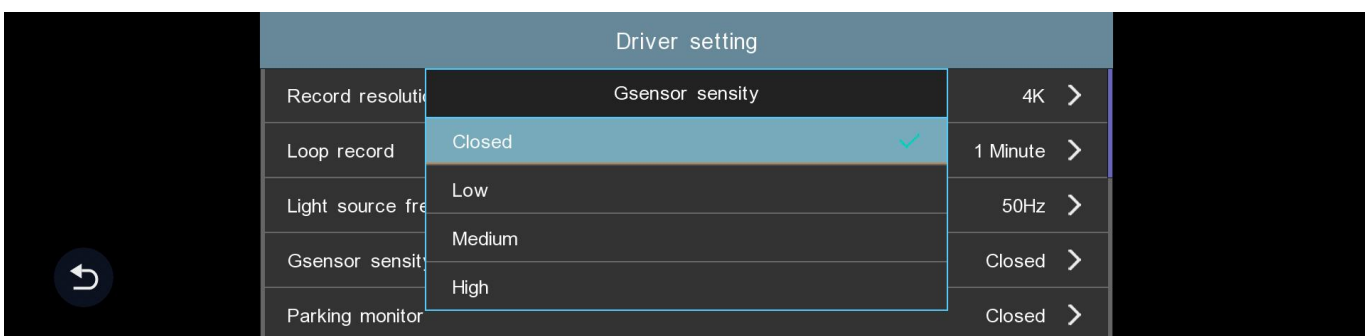 Driver setting
Record resoluti
4K
Gsensor sensity
Loop record
1 Minute
Closed
Light source fre
50Hz
Low
Gsensor sensity
Closed
Medium
High
Parking monitor
Closed